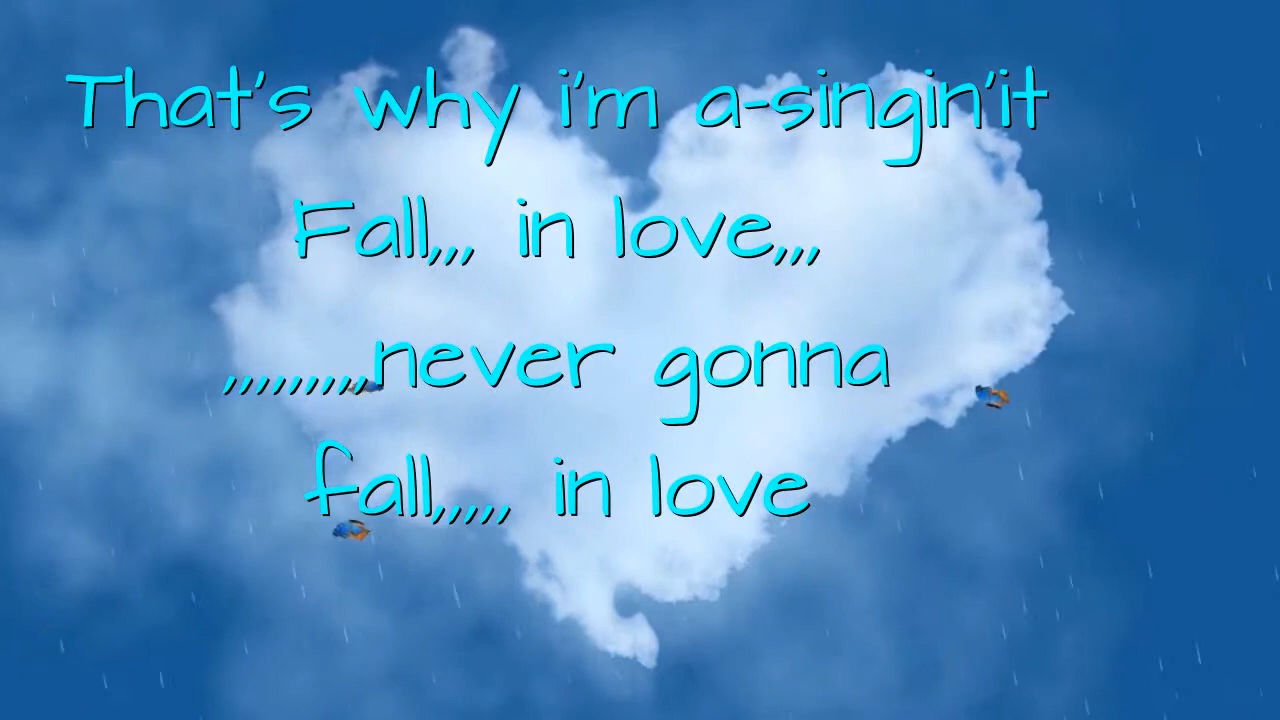 That's why i'm a-singin'it
Fall,,, in love,,,
,,,,,,,,,never gonna
fall,,,,, in love